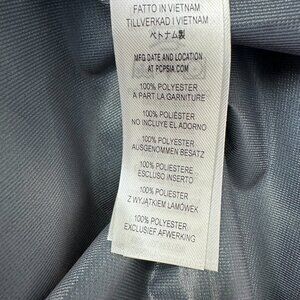 FATTO IN VIETNAM
TILLVERKAD I VIETNAM
ベトナム製
MFG DATE AND LOCATION
AT PCPSIA.COM
100% POLYESTER
A PART LA GARNITURE
100% POLIÉSTER
NO INCLUYE EL ADORNO
100% POLYESTER
AUSGENOMMEN BESATZ
100% POLIESTERE
ESCLUSO INSERTO
100% POLIESTER
Z WYJĄTKIEM LAMÓWEK
100% POLYESTER
EXCLUSIEF AFWERKING